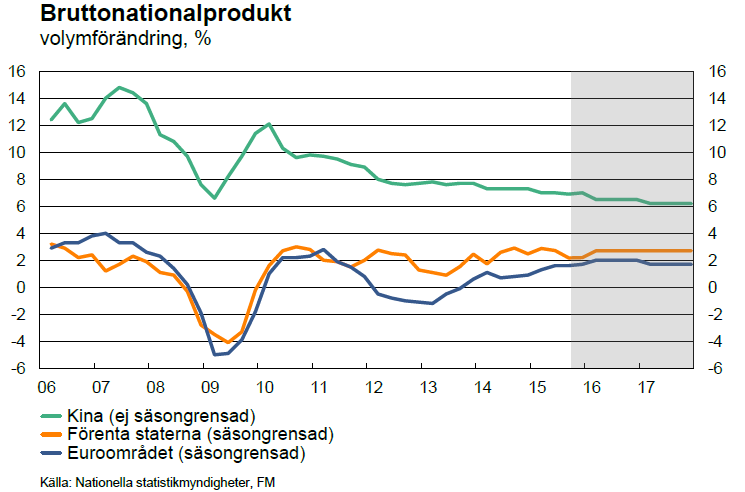 Bruttonationalprodukt
volymförändring, %
16 16
14 14
12 12
10 10
8 8
6 6
4 4
2 2
0 0
-2 -2
-4 -4
-6 -6
06 07 08 09 10 11 12 13 14 15 16 17
Kina (ej säsongrensad)
Förenta staterna (säsongrensad)
Euroområdet (säsongrensad)
Källa: Nationella statistikmyndigheter, FM